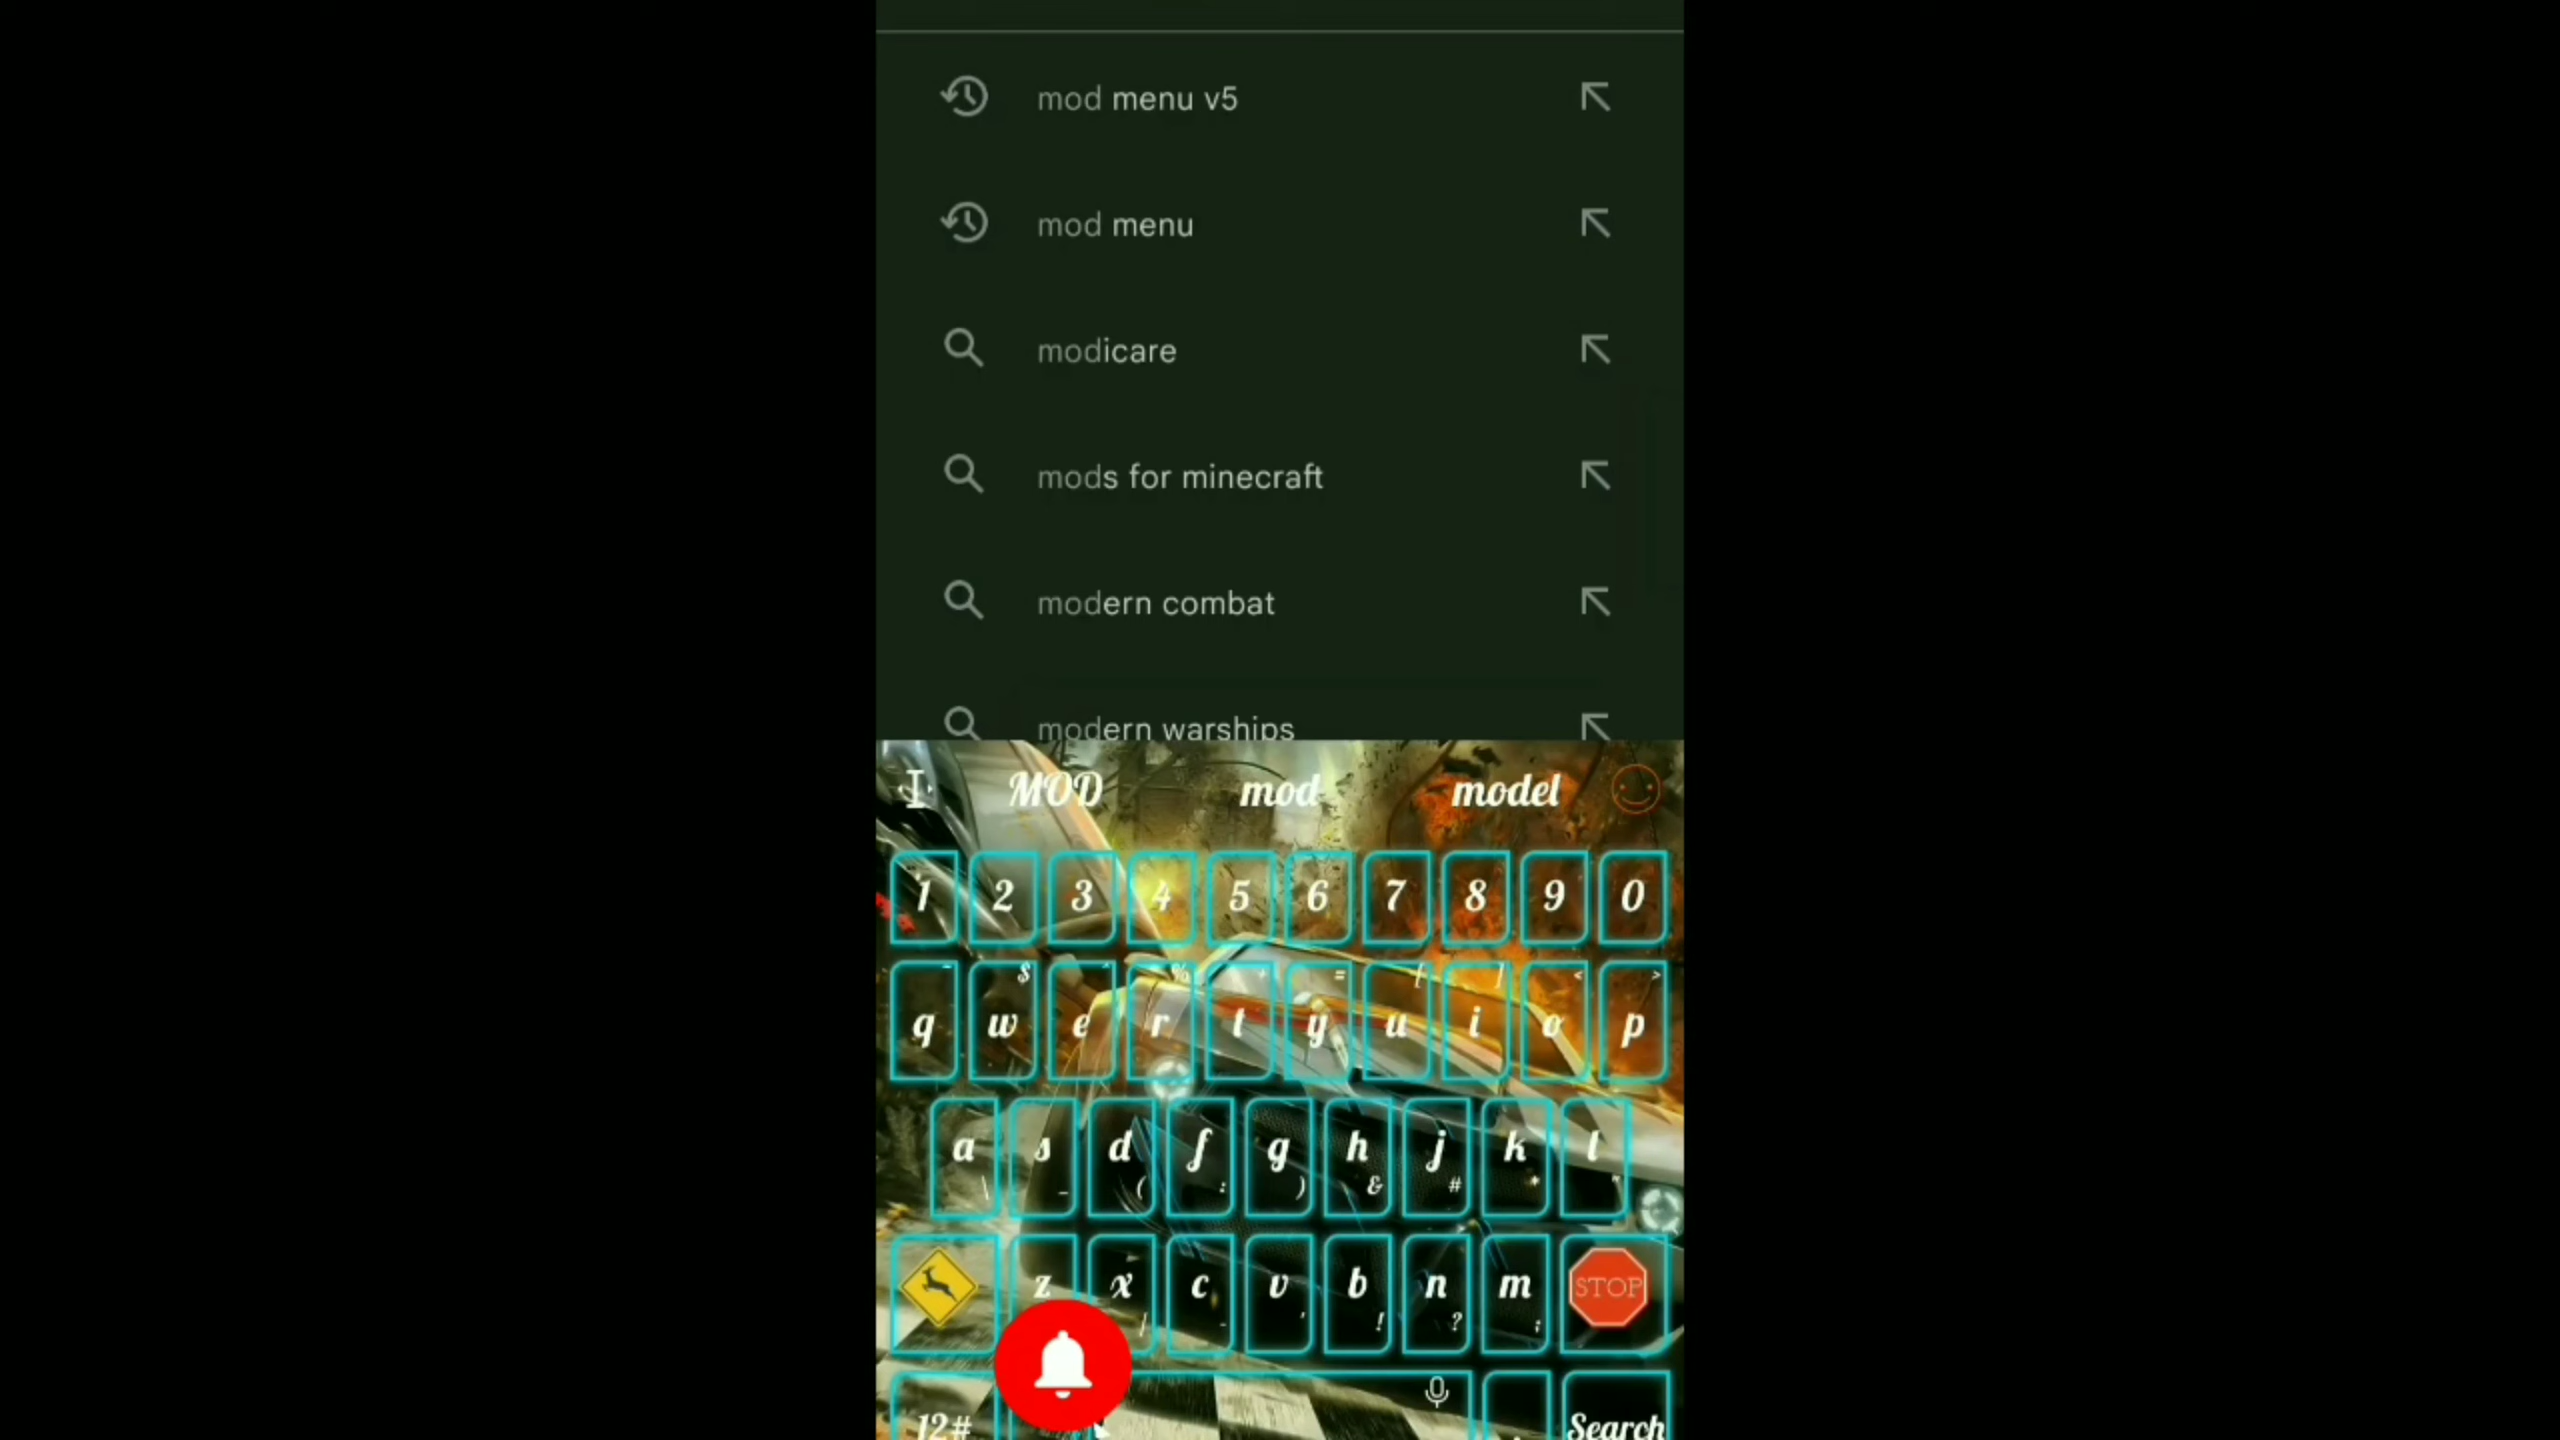 mod menu v5
mod menu
modicare
mods for minecraft
modern combat
modern warships
MOD mod model
1 2 3 4 5 6 7 8 9 0
$ % + = [ ] < >
q w e r t y u i o p
a s d f g h j k l
\ _ ( : ) & # * "
z x c v b n m STOP
/ - ' ! ? ;
12# Search